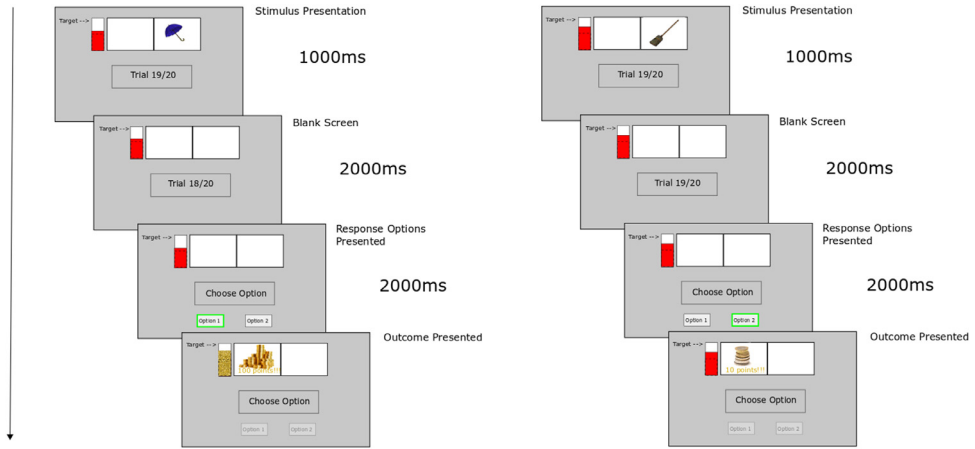 Stimulus Presentation
Target -->
1000ms
Trial 19/20
Blank Screen
Target -->
2000ms
Trial 18/20
Response Options
Presented
Target -->
2000ms
Choose Option
Option 1 Option 2
Outcome Presented
Target -->
100 points!!!
Choose Option
Option 1 Option 2
Stimulus Presentation
Target -->
1000ms
Trial 19/20
Blank Screen
Target -->
2000ms
Trial 19/20
Response Options
Presented
Target -->
2000ms
Choose Option
Option 1 Option 2
Outcome Presented
Target -->
10 points!!!
Choose Option
Option 1 Option 2